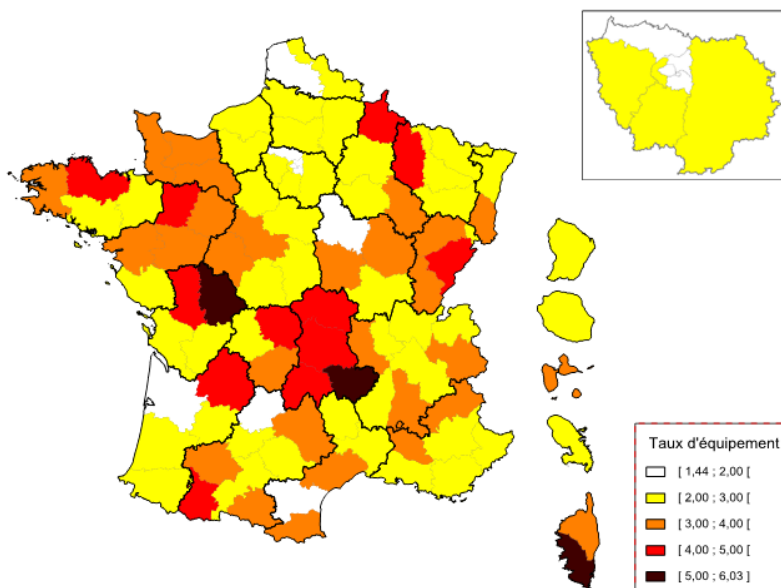 Taux d'équipement
[ 1,44 ; 2,00 [
[ 2,00 ; 3,00 [
[ 3,00 ; 4,00 [
[ 4,00 ; 5,00 [
[ 5,00 ; 6,03 ]